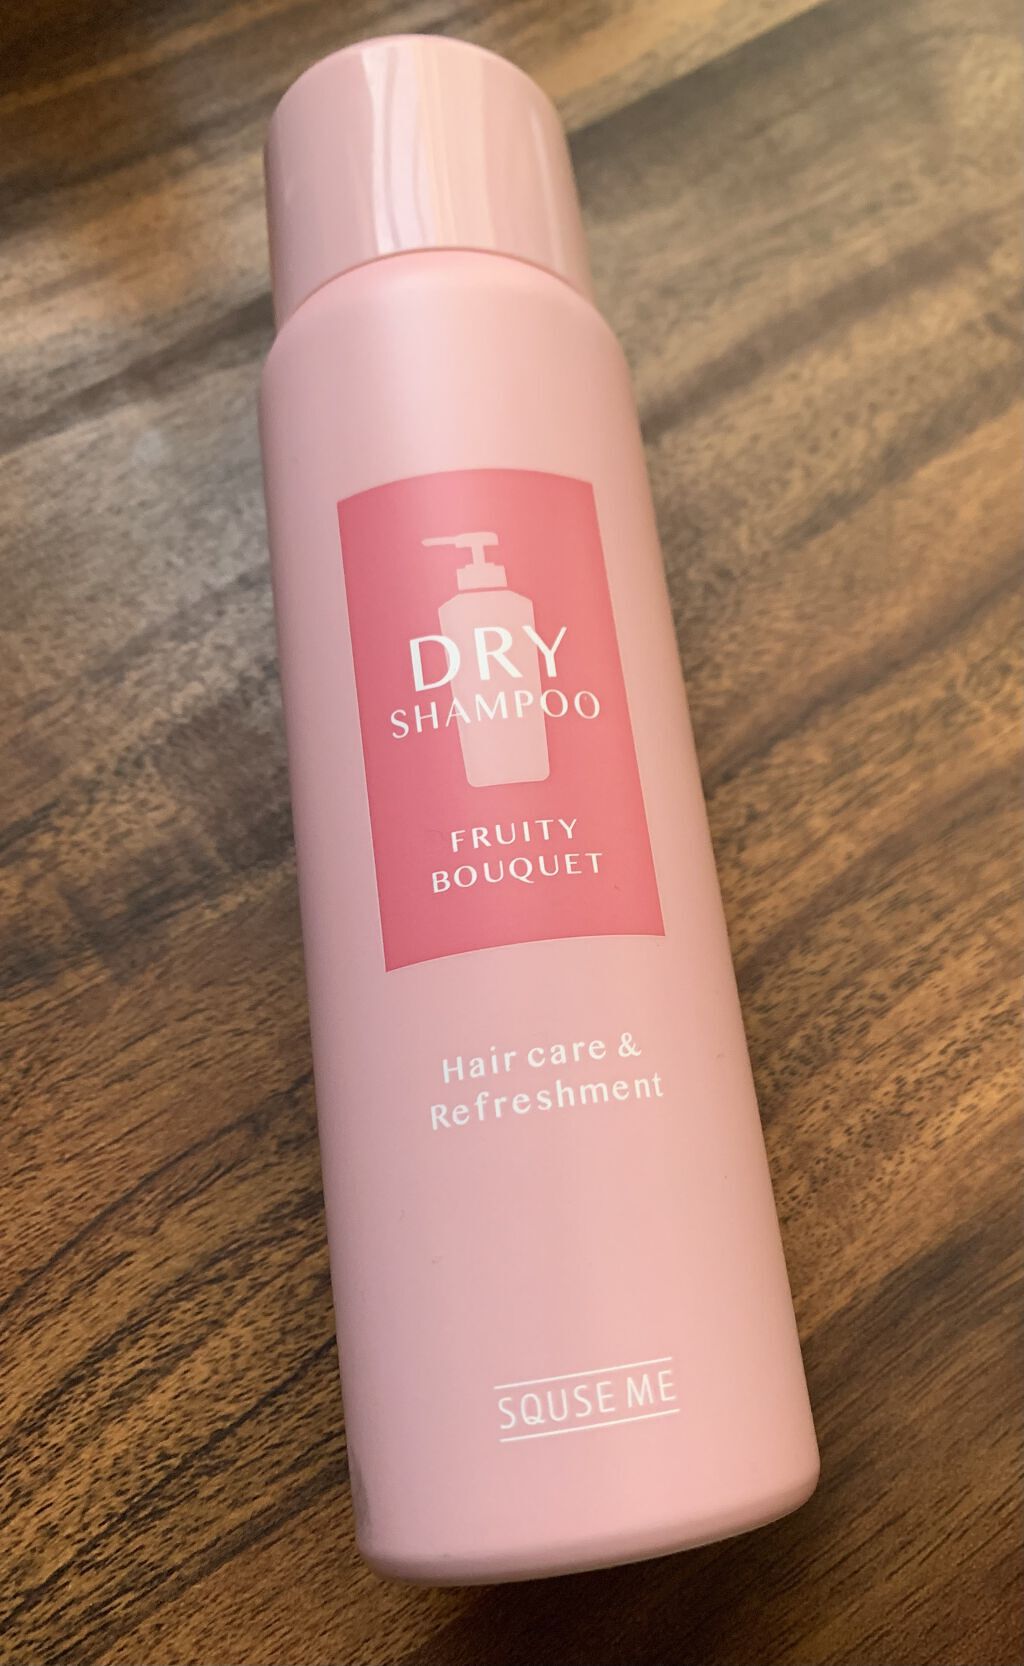 DRY
SHAMPOO
FRUITY
BOUQUET
Hair care &
Refreshment
SQUSE ME